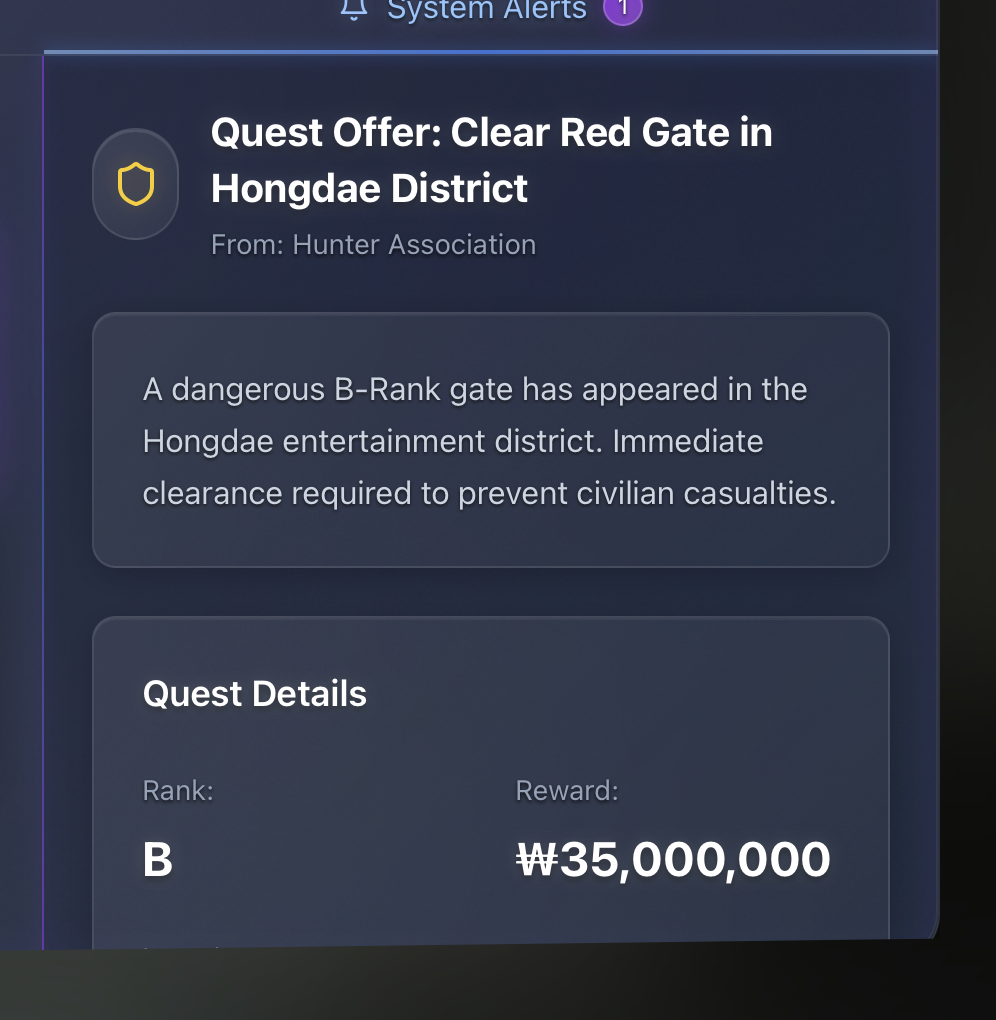 System Alerts 1
Quest Offer: Clear Red Gate in
Hongdae District
From: Hunter Association
A dangerous B-Rank gate has appeared in the
Hongdae entertainment district. Immediate
clearance required to prevent civilian casualties.
Quest Details
Rank:
Reward:
B
₩35,000,000